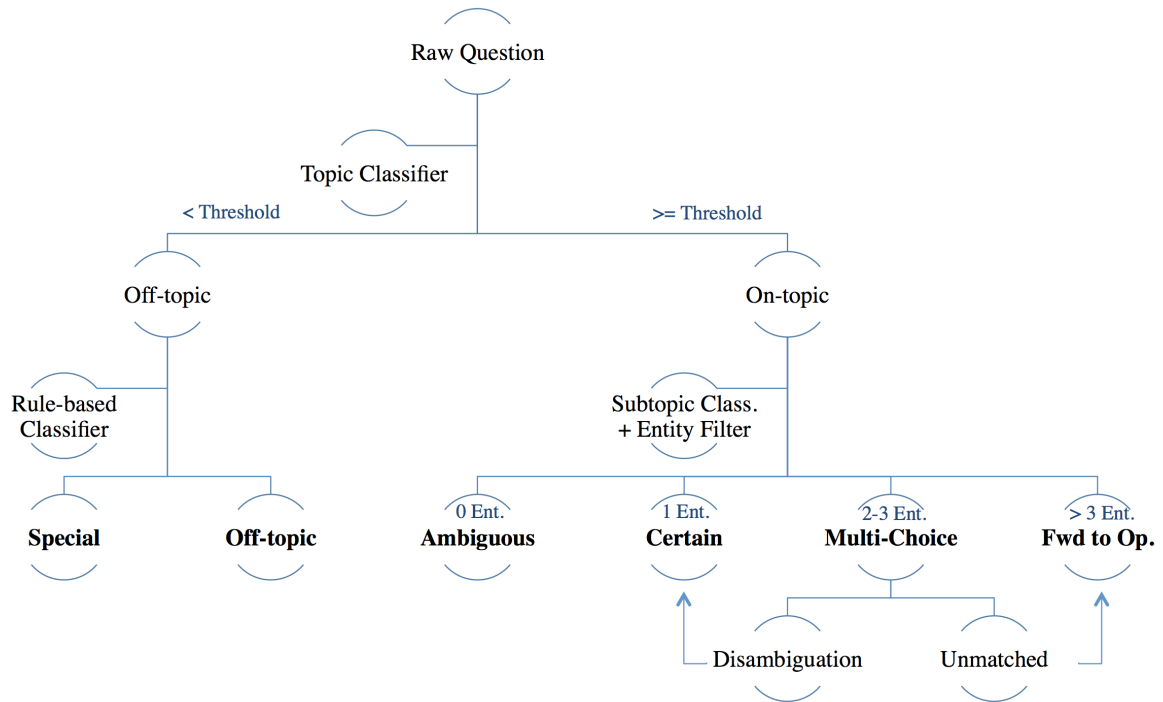 Raw Question
Topic Classifier
< Threshold
>= Threshold
Off-topic
On-topic
Rule-based
Classifier
Subtopic Class.
+ Entity Filter
Special
Off-topic
0 Ent.
Ambiguous
1 Ent.
Certain
2-3 Ent.
Multi-Choice
> 3 Ent.
Fwd to Op.
Disambiguation
Unmatched